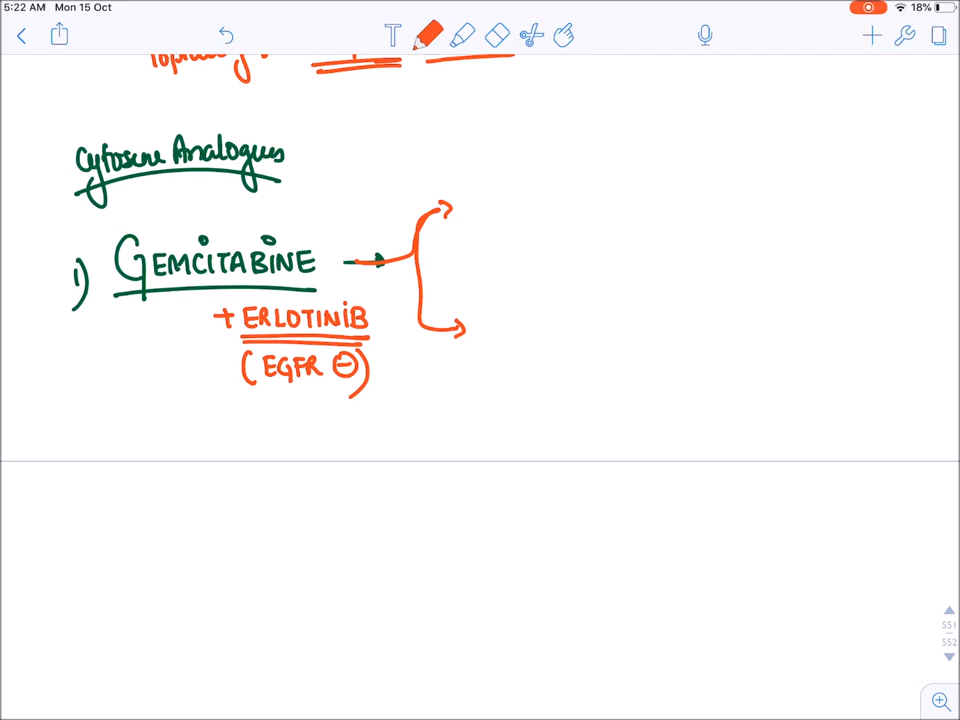 5:22 AM Mon 15 Oct
18%
T
Cytosine Analogues
1) GEMCITABINE
+ ERLOTINIB
(EGFR ⊖)
551
552